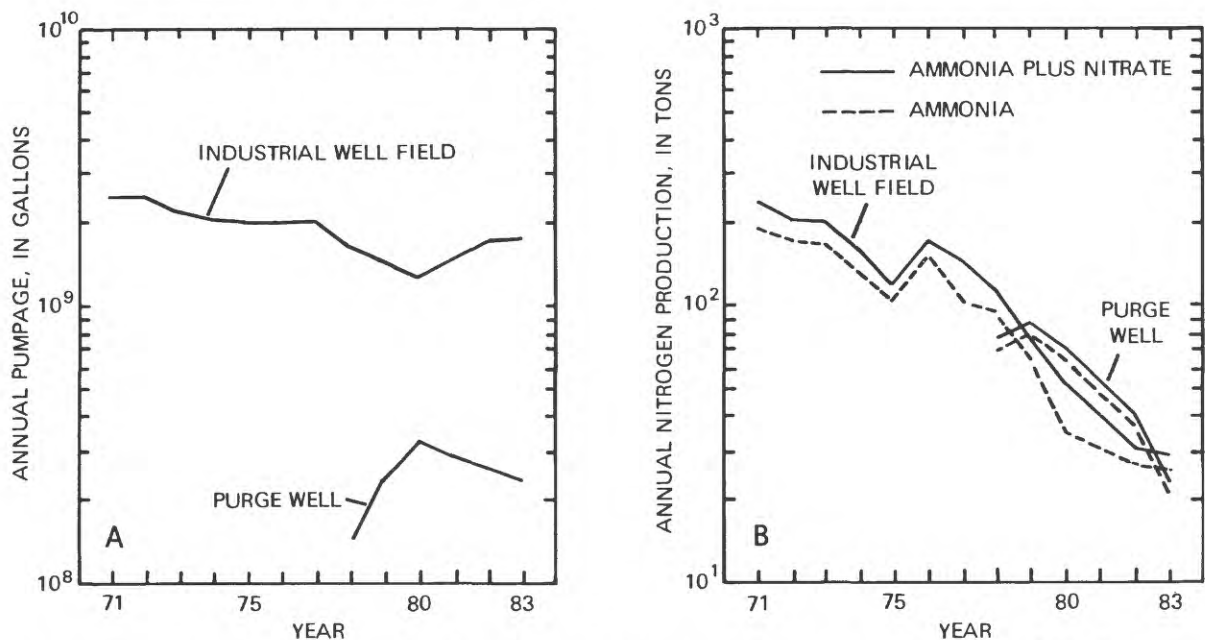 ANNUAL PUMPAGE, IN GALLONS
10^10
10^9
10^8
INDUSTRIAL WELL FIELD
PURGE WELL
A
71 75 80 83
YEAR
ANNUAL NITROGEN PRODUCTION, IN TONS
10^3
10^2
10^1
AMMONIA PLUS NITRATE
AMMONIA
INDUSTRIAL
WELL FIELD
PURGE
WELL
B
71 75 80 83
YEAR